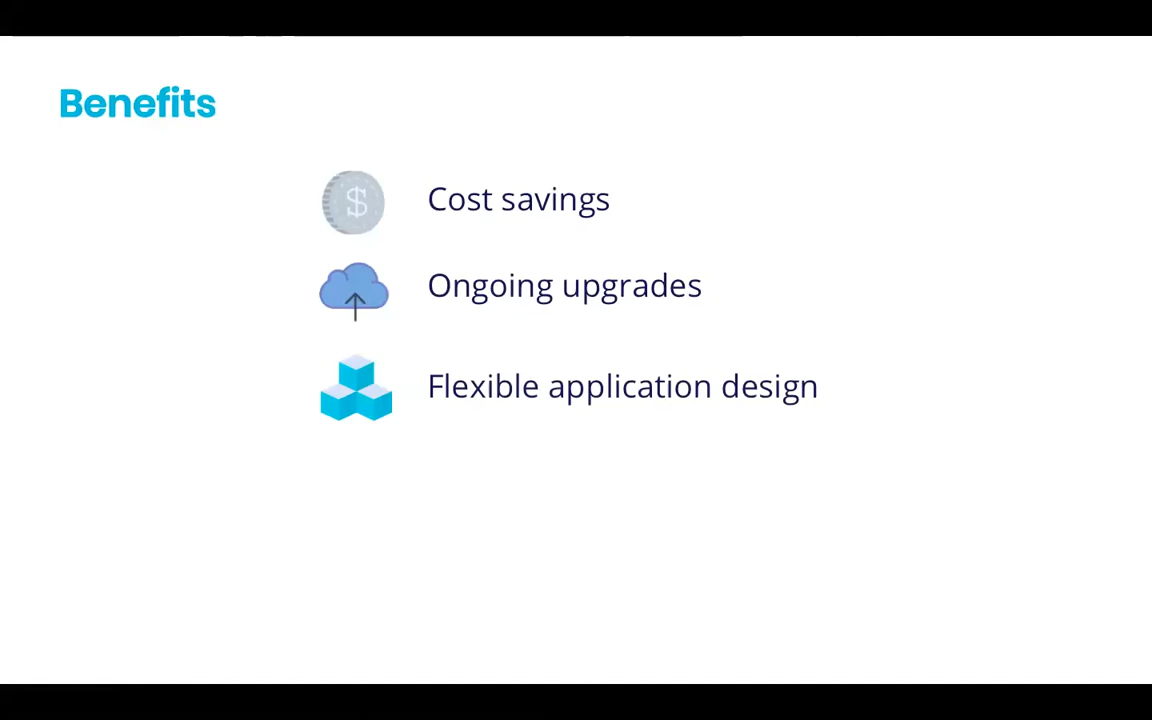 Benefits
$
Cost savings
Ongoing upgrades
Flexible application design